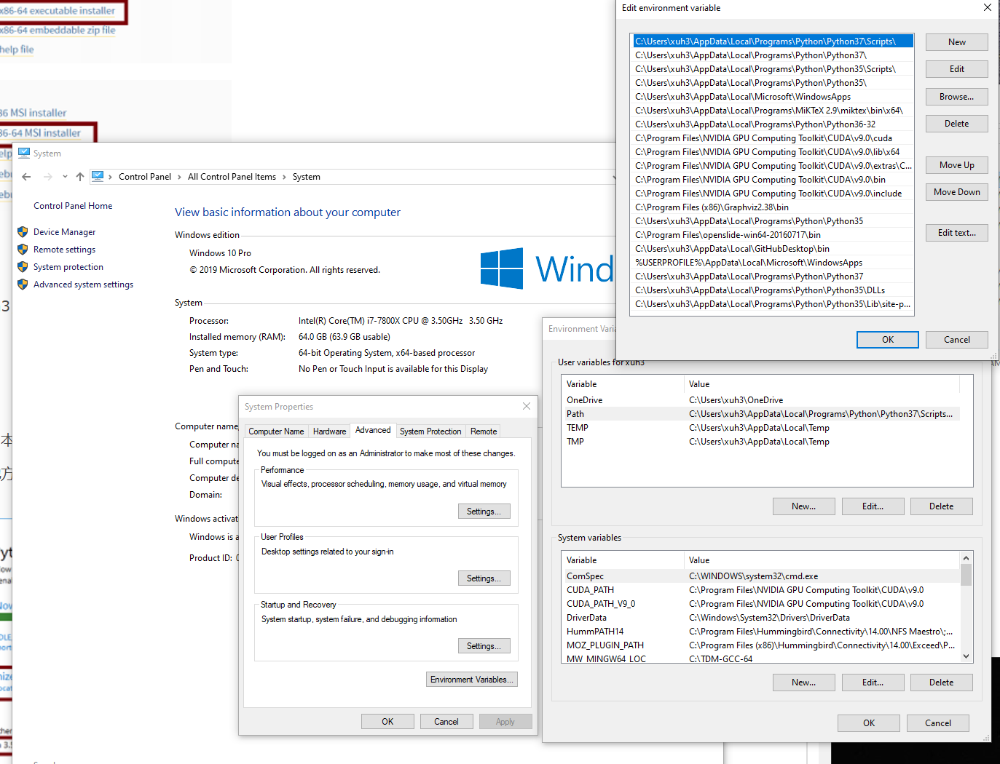 x86-64 executable installer
x86-64 embeddable zip file
help file
86 MSI installer
86-64 MSI installer
System
Control Panel
All Control Panel Items
System
Control Panel Home
Device Manager
Remote settings
System protection
Advanced system settings
View basic information about your computer
Windows edition
Windows 10 Pro
© 2019 Microsoft Corporation. All rights reserved.
Wind
System
Processor: Intel(R) Core(TM) i7-7800X CPU @ 3.50GHz 3.50 GHz
Installed memory (RAM): 64.0 GB (63.9 GB usable)
System type: 64-bit Operating System, x64-based processor
Pen and Touch: No Pen or Touch Input is available for this Display
Computer name
Computer na
Full compute
Computer de
Domain:
Windows activat
Windows is a
Product ID: 0
System Properties
Computer Name Hardware Advanced System Protection Remote
You must be logged on as an Administrator to make most of these changes.
Performance
Visual effects, processor scheduling, memory usage, and virtual memory
Settings...
User Profiles
Desktop settings related to your sign-in
Settings...
Startup and Recovery
System startup, system failure, and debugging information
Settings...
Environment Variables...
OK Cancel Apply
Edit environment variable
C:\Users\xuh3\AppData\Local\Programs\Python\Python37\Scripts\
C:\Users\xuh3\AppData\Local\Programs\Python\Python37\
C:\Users\xuh3\AppData\Local\Programs\Python\Python35\Scripts\
C:\Users\xuh3\AppData\Local\Programs\Python\Python35\
C:\Users\xuh3\AppData\Local\Microsoft\WindowsApps
C:\Users\xuh3\AppData\Local\Programs\MiKTeX 2.9\miktex\bin\x64\
C:\Users\xuh3\AppData\Local\Programs\Python\Python36-32
C:\Program Files\NVIDIA GPU Computing Toolkit\CUDA\v9.0\cuda
C:\Program Files\NVIDIA GPU Computing Toolkit\CUDA\v9.0\lib\x64
C:\Program Files\NVIDIA GPU Computing Toolkit\CUDA\v9.0\extras\C...
C:\Program Files\NVIDIA GPU Computing Toolkit\CUDA\v9.0\bin
C:\Program Files\NVIDIA GPU Computing Toolkit\CUDA\v9.0\include
C:\Program Files (x86)\Graphviz2.38\bin
C:\Users\xuh3\AppData\Local\Programs\Python\Python35
C:\Program Files\openslide-win64-20160717\bin
C:\Users\xuh3\AppData\Local\GitHubDesktop\bin
%USERPROFILE%\AppData\Local\Microsoft\WindowsApps
C:\Users\xuh3\AppData\Local\Programs\Python\Python37
C:\Users\xuh3\AppData\Local\Programs\Python\Python35\DLLs
C:\Users\xuh3\AppData\Local\Programs\Python\Python35\Lib\site-p...
New
Edit
Browse...
Delete
Move Up
Move Down
Edit text...
OK Cancel
Environment Varia
User variables for xuh3
Variable Value
OneDrive C:\Users\xuh3\OneDrive
Path C:\Users\xuh3\AppData\Local\Programs\Python\Python37\Scripts...
TEMP C:\Users\xuh3\AppData\Local\Temp
TMP C:\Users\xuh3\AppData\Local\Temp
New... Edit... Delete
System variables
Variable Value
ComSpec C:\WINDOWS\system32\cmd.exe
CUDA_PATH C:\Program Files\NVIDIA GPU Computing Toolkit\CUDA\v9.0
CUDA_PATH_V9_0 C:\Program Files\NVIDIA GPU Computing Toolkit\CUDA\v9.0
DriverData C:\Windows\System32\Drivers\DriverData
HummPATH14 C:\Program Files\Hummingbird\Connectivity\14.00\NFS Maestro\;...
MOZ_PLUGIN_PATH C:\Program Files (x86)\Hummingbird\Connectivity\14.00\Exceed\P...
MW_MINGW64_LOC C:\TDM-GCC-64
New... Edit... Delete
OK Cancel